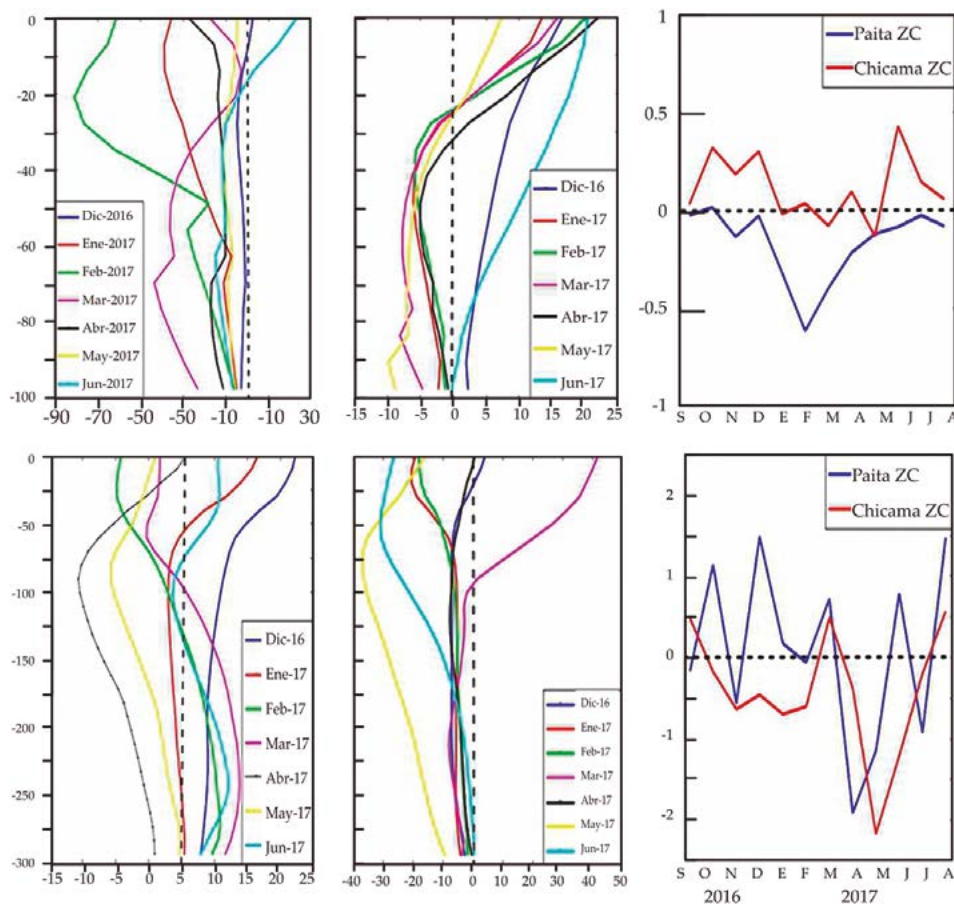 0
-20
-40
-60
-80
-100
-90
-70
-50
-30
-10
10
30
Dic-2016
Ene-2017
Feb-2017
Mar-2017
Abr-2017
May-2017
Jun-2017
0
-20
-40
-60
-80
-100
-15
-10
-5
0
5
10
15
20
25
Dic-16
Ene-17
Feb-17
Mar-17
Abr-17
May-17
Jun-17
1
0.5
0
-0.5
-1
Paita ZC
Chicama ZC
S O N D E F M A M J J A
0
-50
-100
-150
-200
-250
-300
-15
-10
-5
0
5
10
15
20
25
Dic-16
Ene-17
Feb-17
Mar-17
Abr-17
May-17
Jun-17
-40
-30
-20
-10
0
10
20
30
40
50
Dic-16
Ene-17
Feb-17
Mar-17
Abr-17
May-17
Jun-17
2
1
0
-1
-2
Paita ZC
Chicama ZC
S O N D E F M A M J J A
2016 2017